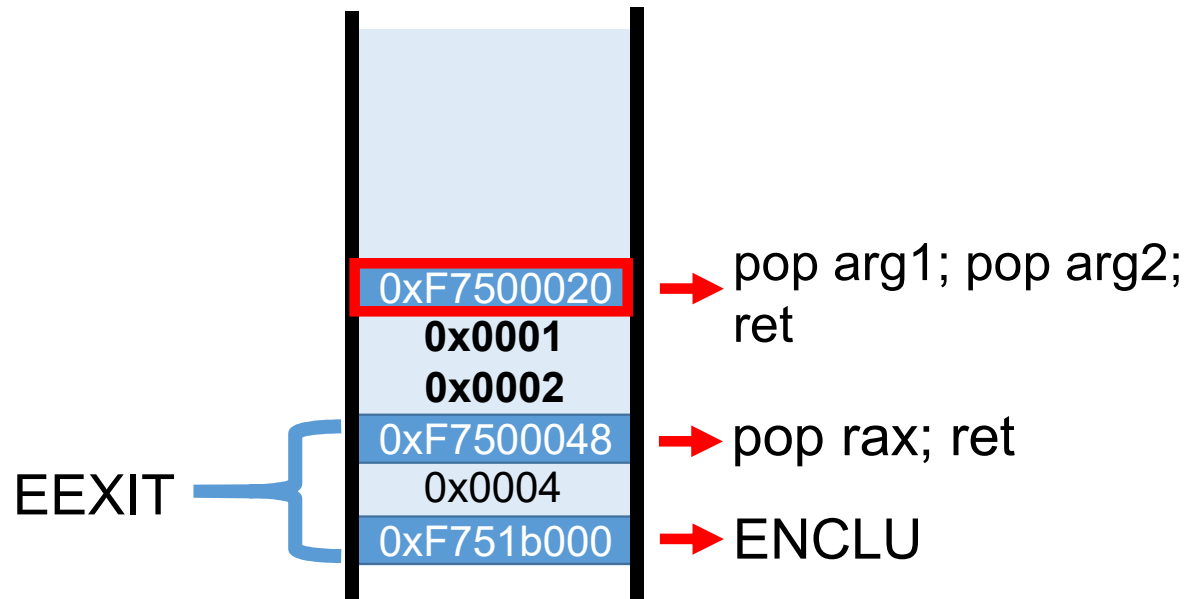 0xF7500020
pop arg1; pop arg2;
ret
0x0001
0x0002
0xF7500048
pop rax; ret
EEXIT
0x0004
0xF751b000
ENCLU